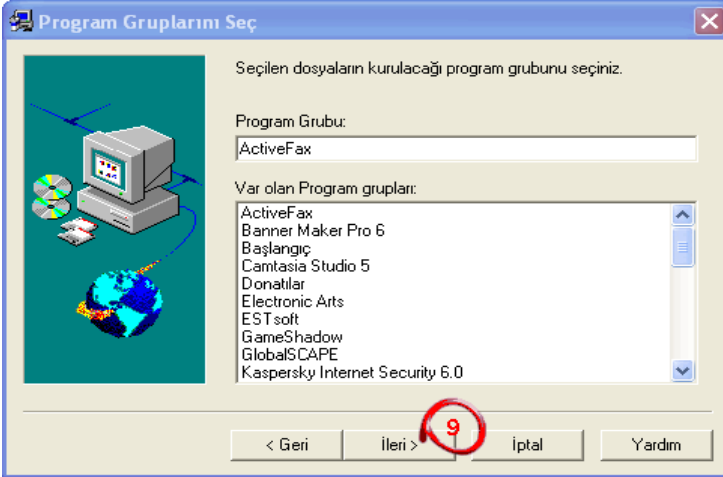 Program Gruplarını Seç
Seçilen dosyaların kurulacağı program grubunu seçiniz.
Program Grubu:
ActiveFax
Var olan Program grupları:
ActiveFax
Banner Maker Pro 6
Başlangıç
Camtasia Studio 5
Donatılar
Electronic Arts
ESTsoft
GameShadow
GlobalSCAPE
Kaspersky Internet Security 6.0
< Geri İleri > 9 İptal Yardım